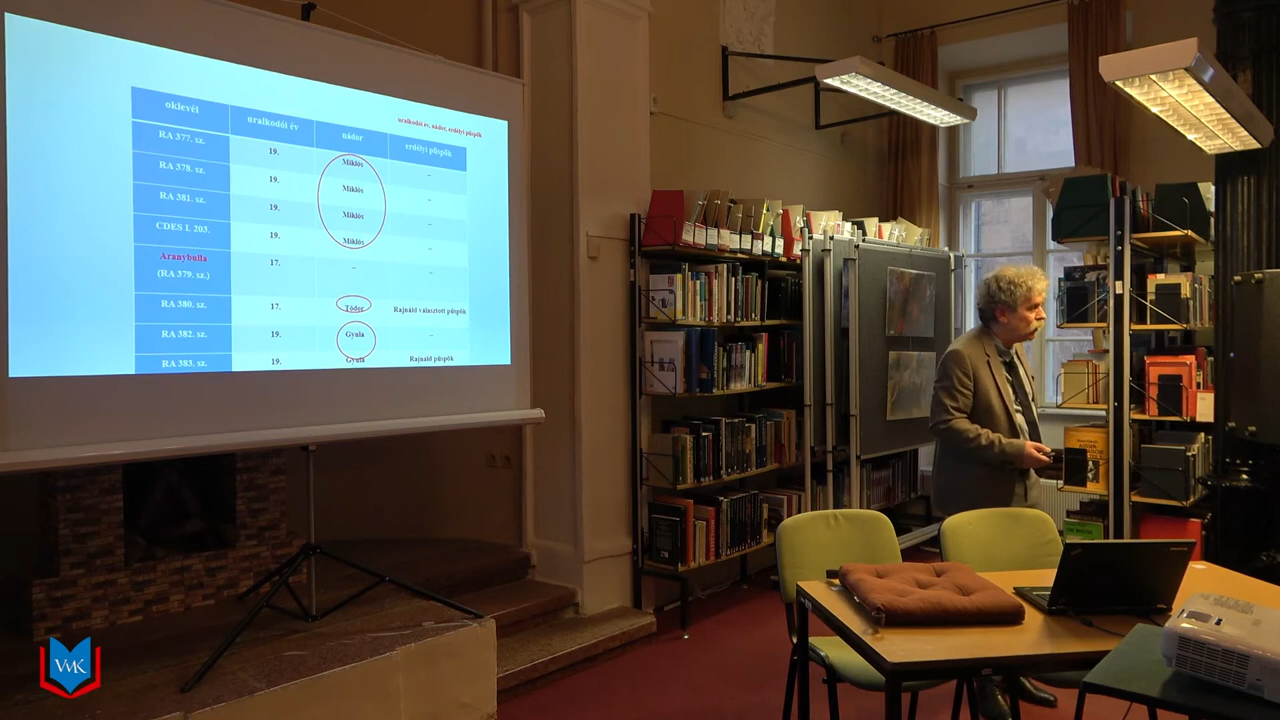 uralkodói év, nádor, erdélyi püspök
oklevél uralkodói év nádor erdélyi püspök
RA 377. sz. 19. Miklós –
RA 378. sz. 19. Miklós –
RA 381. sz. 19. Miklós –
CDES I. 203. 19. Miklós –
Aranybulla
(RA 379. sz.) 17. – –
RA 380. sz. 17. Tódor Rajnáld választott püspök
RA 382. sz. 19. Gyula –
RA 383. sz. 19. Gyula Rajnáld püspök
VMK